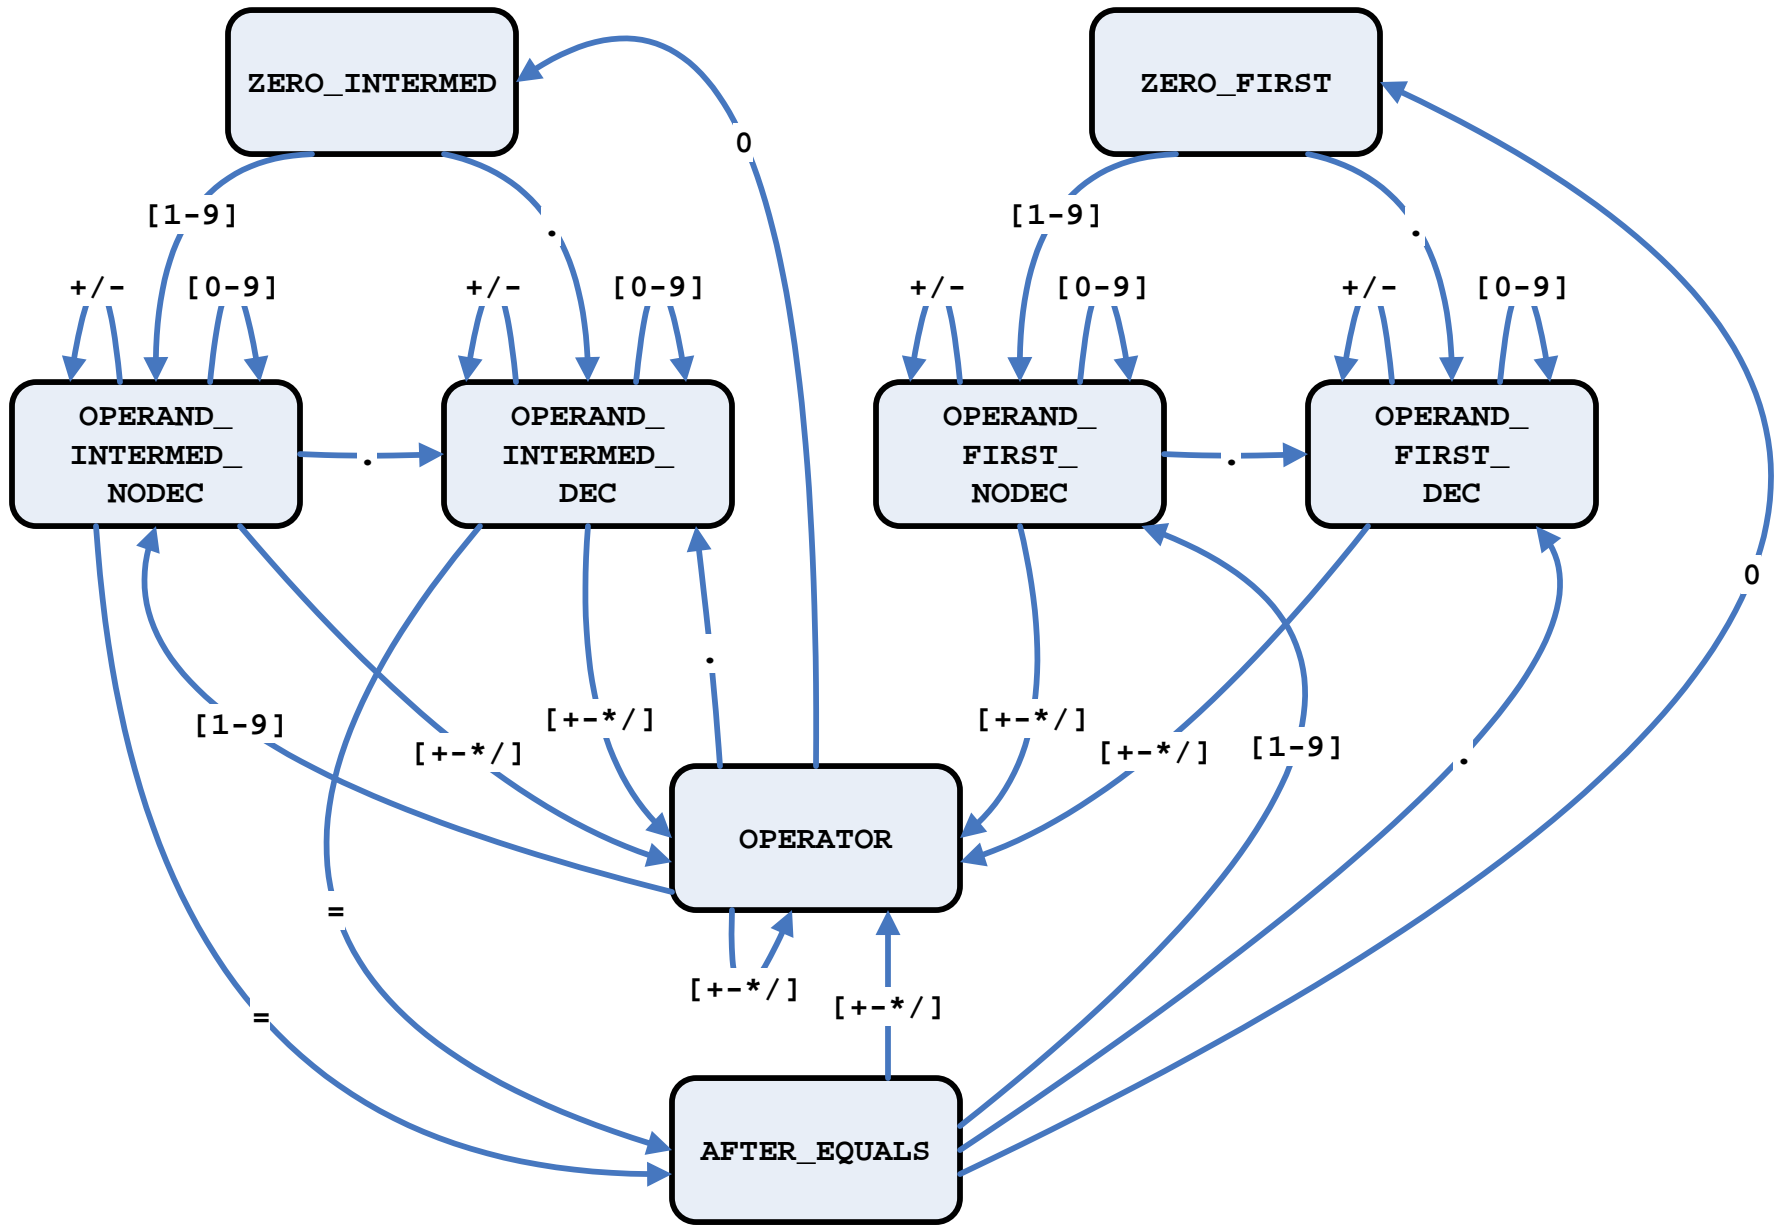 ZERO_INTERMED
ZERO_FIRST
0
[1-9]
.
[1-9]
.
+/-
[0-9]
+/-
[0-9]
+/-
[0-9]
+/-
[0-9]
OPERAND_
INTERMED_
NODEC
.
OPERAND_
INTERMED_
DEC
OPERAND_
FIRST_
NODEC
.
OPERAND_
FIRST_
DEC
0
.
[1-9]
[+-*/]
[+-*/]
[+-*/]
[+-*/]
[1-9]
.
OPERATOR
=
[+-*/]
[+-*/]
=
AFTER_EQUALS